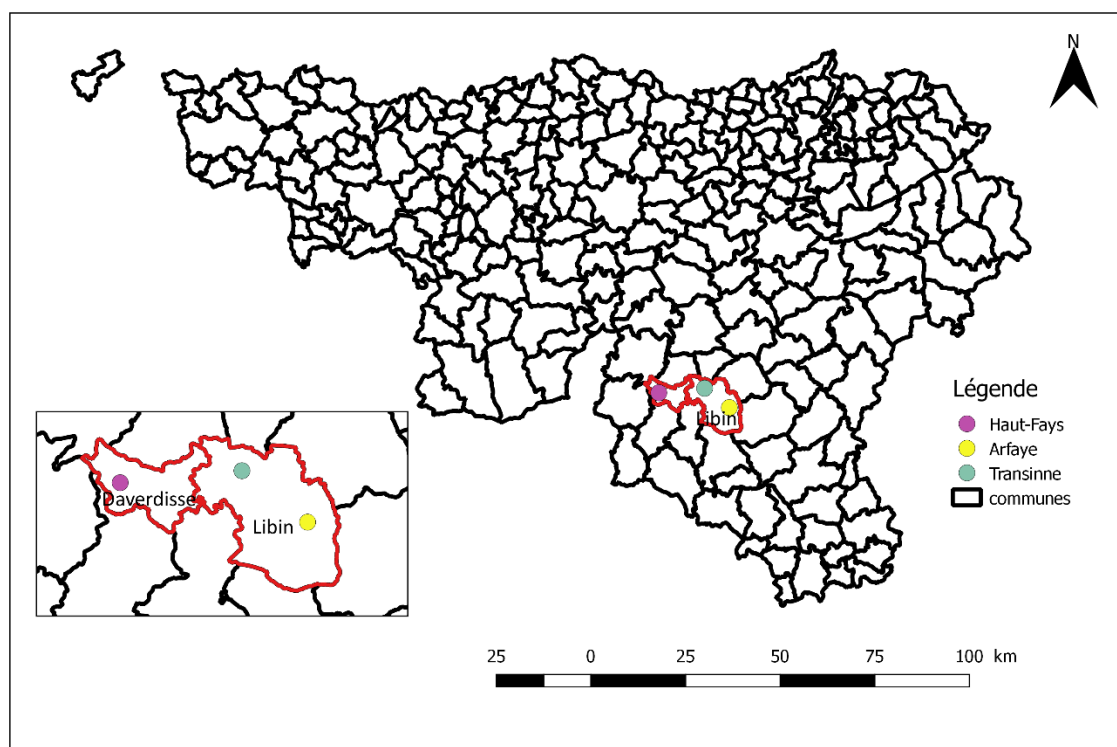 N
Légende
Haut-Fays
Arfaye
Transinne
communes
Libin
Daverdisse
Libin
25 0 25 50 75 100 km